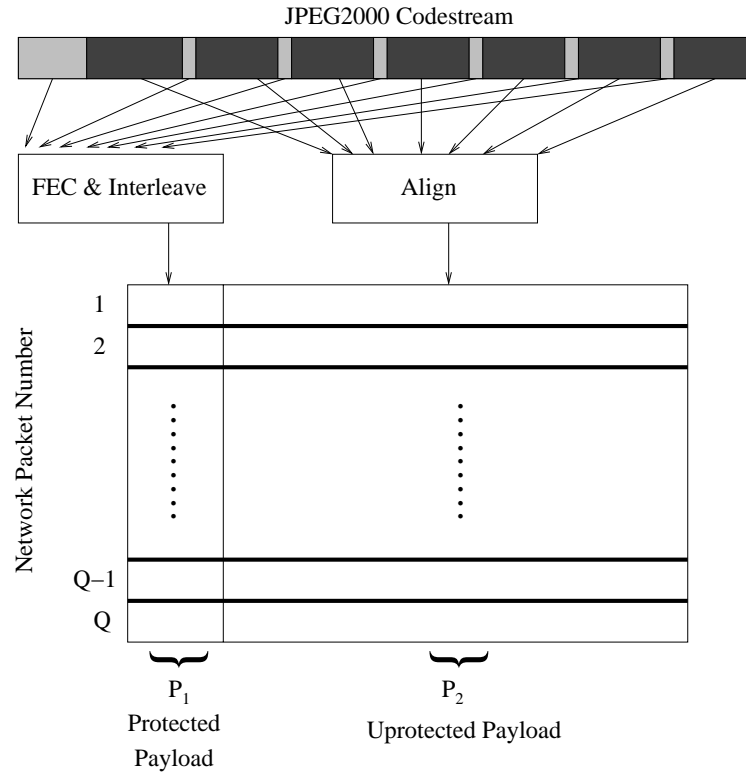 JPEG2000 Codestream
FEC & Interleave
Align
Network Packet Number
1
2
Q−1
Q
P1
Protected
Payload
P2
Uprotected Payload